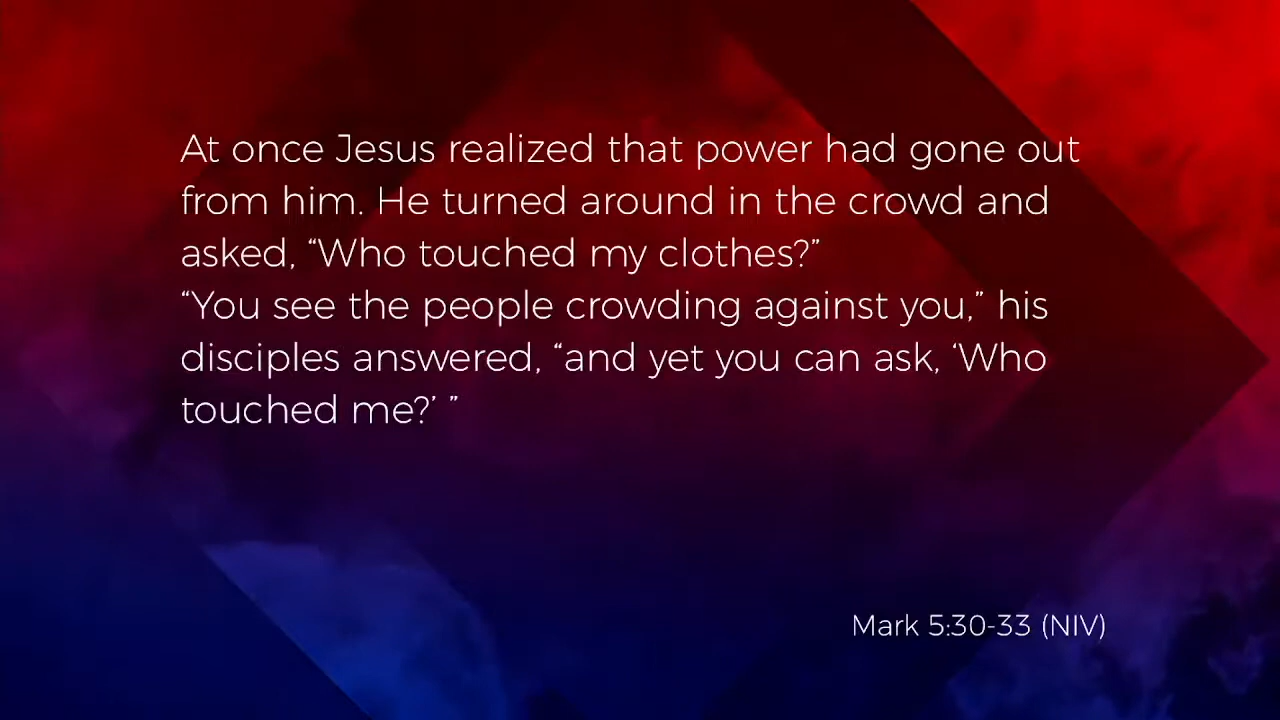 At once Jesus realized that power had gone out
from him. He turned around in the crowd and
asked, “Who touched my clothes?”
“You see the people crowding against you,” his
disciples answered, “and yet you can ask, ‘Who
touched me?’ ”
Mark 5:30-33 (NIV)